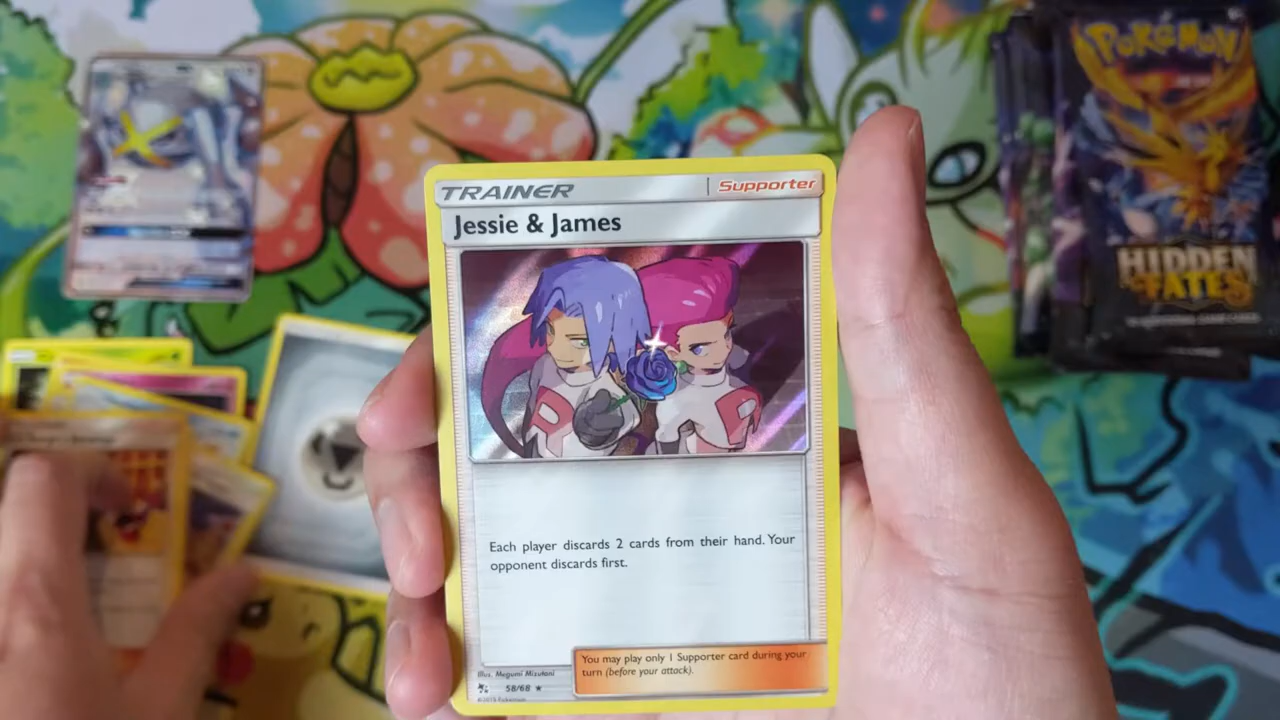 TRAINER
Supporter
Jessie & James
Each player discards 2 cards from their hand. Your
opponent discards first.
You may play only 1 Supporter card during your
turn (before your attack).
Illus. Megumi Mizutani
58/68
POKéMON
HIDDEN
FATES